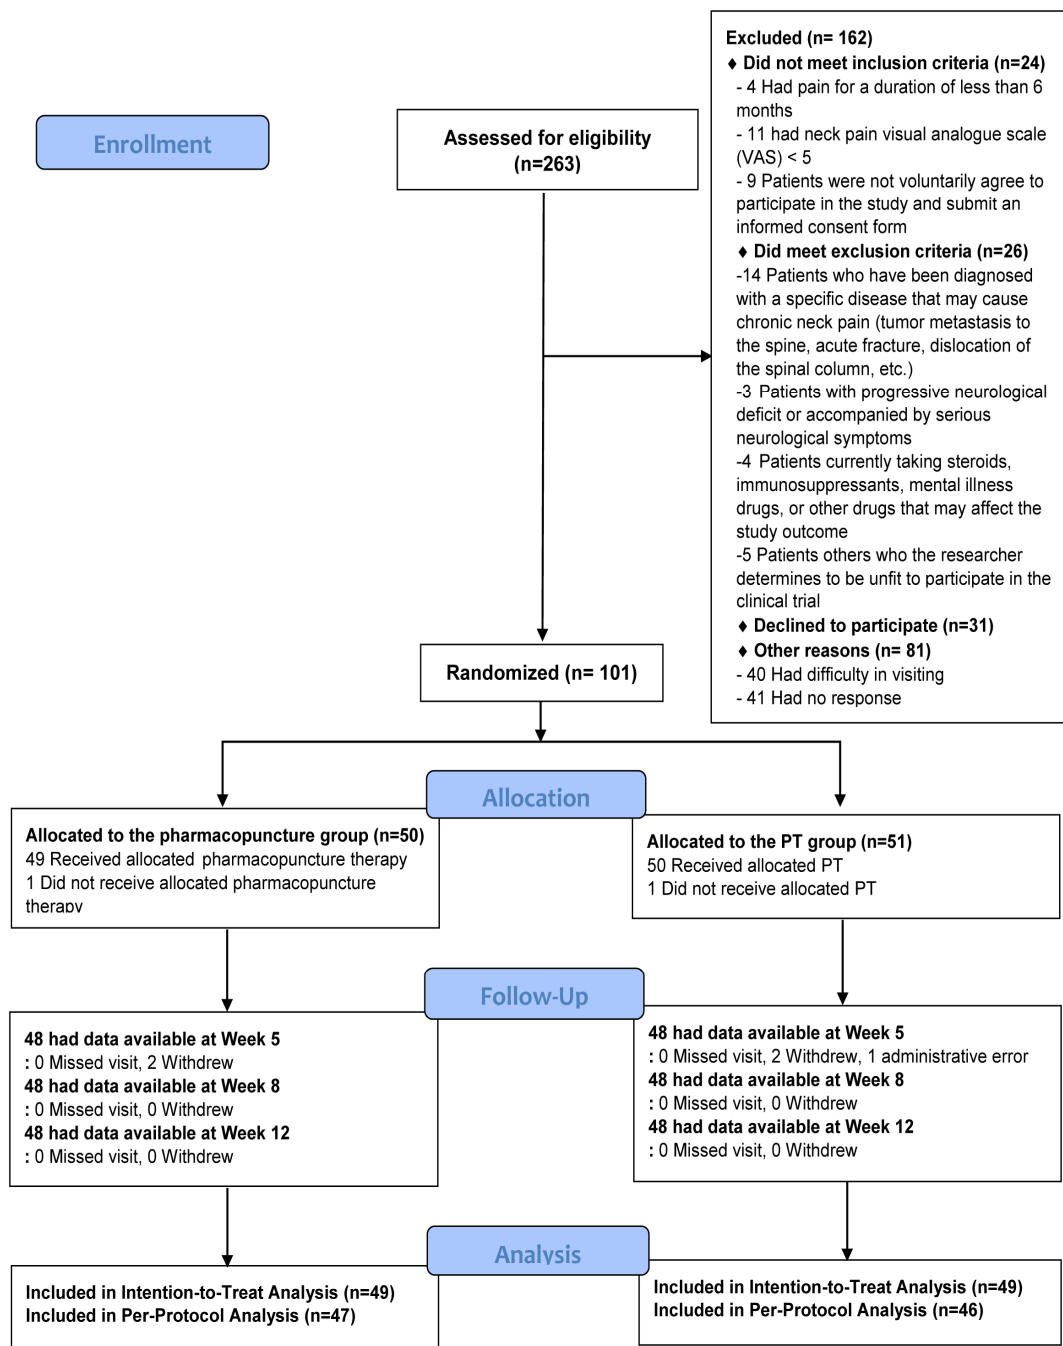 Enrollment
Assessed for eligibility
(n=263)
Excluded (n= 162)
♦ Did not meet inclusion criteria (n=24)
- 4 Had pain for a duration of less than 6
months
- 11 had neck pain visual analogue scale
(VAS) < 5
- 9 Patients were not voluntarily agree to
participate in the study and submit an
informed consent form
♦ Did meet exclusion criteria (n=26)
-14 Patients who have been diagnosed
with a specific disease that may cause
chronic neck pain (tumor metastasis to
the spine, acute fracture, dislocation of
the spinal column, etc.)
-3 Patients with progressive neurological
deficit or accompanied by serious
neurological symptoms
-4 Patients currently taking steroids,
immunosuppressants, mental illness
drugs, or other drugs that may affect the
study outcome
-5 Patients others who the researcher
determines to be unfit to participate in the
clinical trial
♦ Declined to participate (n=31)
♦ Other reasons (n= 81)
- 40 Had difficulty in visiting
- 41 Had no response
Randomized (n= 101)
Allocation
Allocated to the pharmacopuncture group (n=50)
49 Received allocated pharmacopuncture therapy
1 Did not receive allocated pharmacopuncture
therapy
Allocated to the PT group (n=51)
50 Received allocated PT
1 Did not receive allocated PT
Follow-Up
48 had data available at Week 5
: 0 Missed visit, 2 Withdrew
48 had data available at Week 8
: 0 Missed visit, 0 Withdrew
48 had data available at Week 12
: 0 Missed visit, 0 Withdrew
48 had data available at Week 5
: 0 Missed visit, 2 Withdrew, 1 administrative error
48 had data available at Week 8
: 0 Missed visit, 0 Withdrew
48 had data available at Week 12
: 0 Missed visit, 0 Withdrew
Analysis
Included in Intention-to-Treat Analysis (n=49)
Included in Per-Protocol Analysis (n=47)
Included in Intention-to-Treat Analysis (n=49)
Included in Per-Protocol Analysis (n=46)